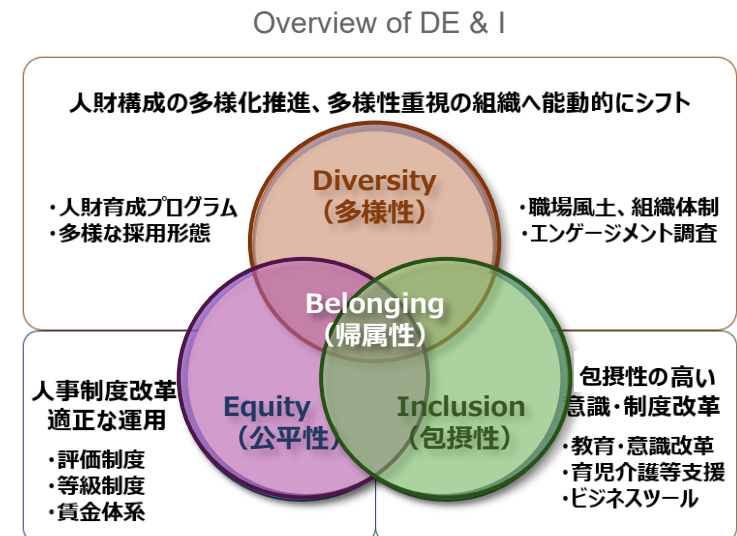 Overview of DE & I
人財構成の多様化推進、多様性重視の組織へ能動的にシフト
Diversity
（多様性）
・人財育成プログラム
・多様な採用形態
・職場風土、組織体制
・エンゲージメント調査
Belonging
（帰属性）
人事制度改革
適正な運用
・評価制度
・等級制度
・賃金体系
Equity
（公平性）
Inclusion
（包摂性）
包摂性の高い
意識・制度改革
・教育・意識改革
・育児介護等支援
・ビジネスツール